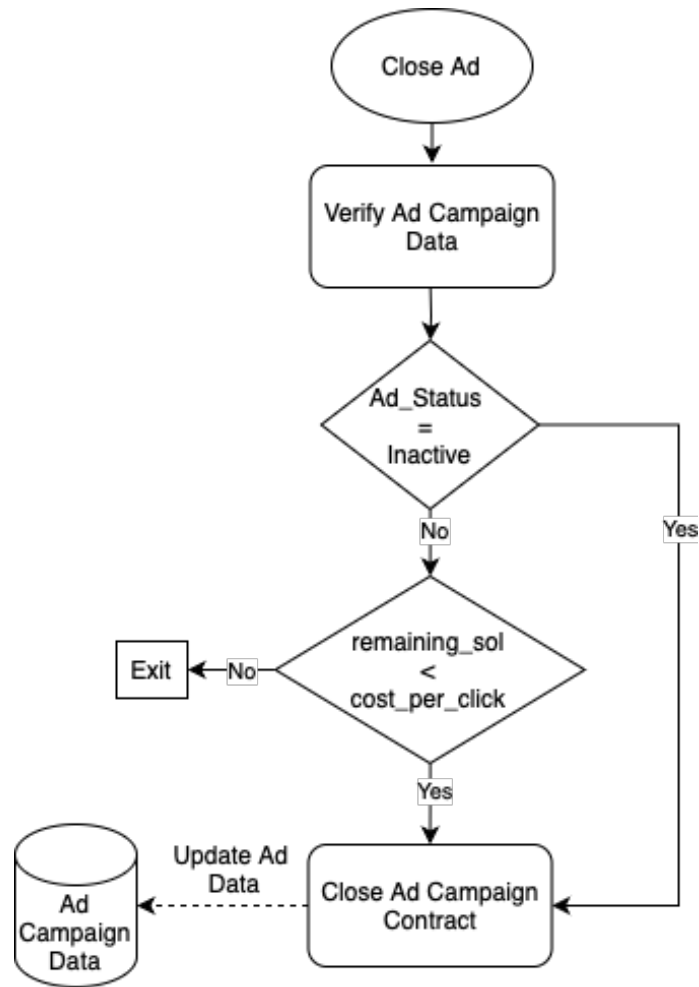 Close Ad
Verify Ad Campaign
Data
Ad_Status
=
Inactive
No
Yes
remaining_sol
<
cost_per_click
No
Exit
Yes
Update Ad
Data
Close Ad Campaign
Contract
Ad
Campaign
Data